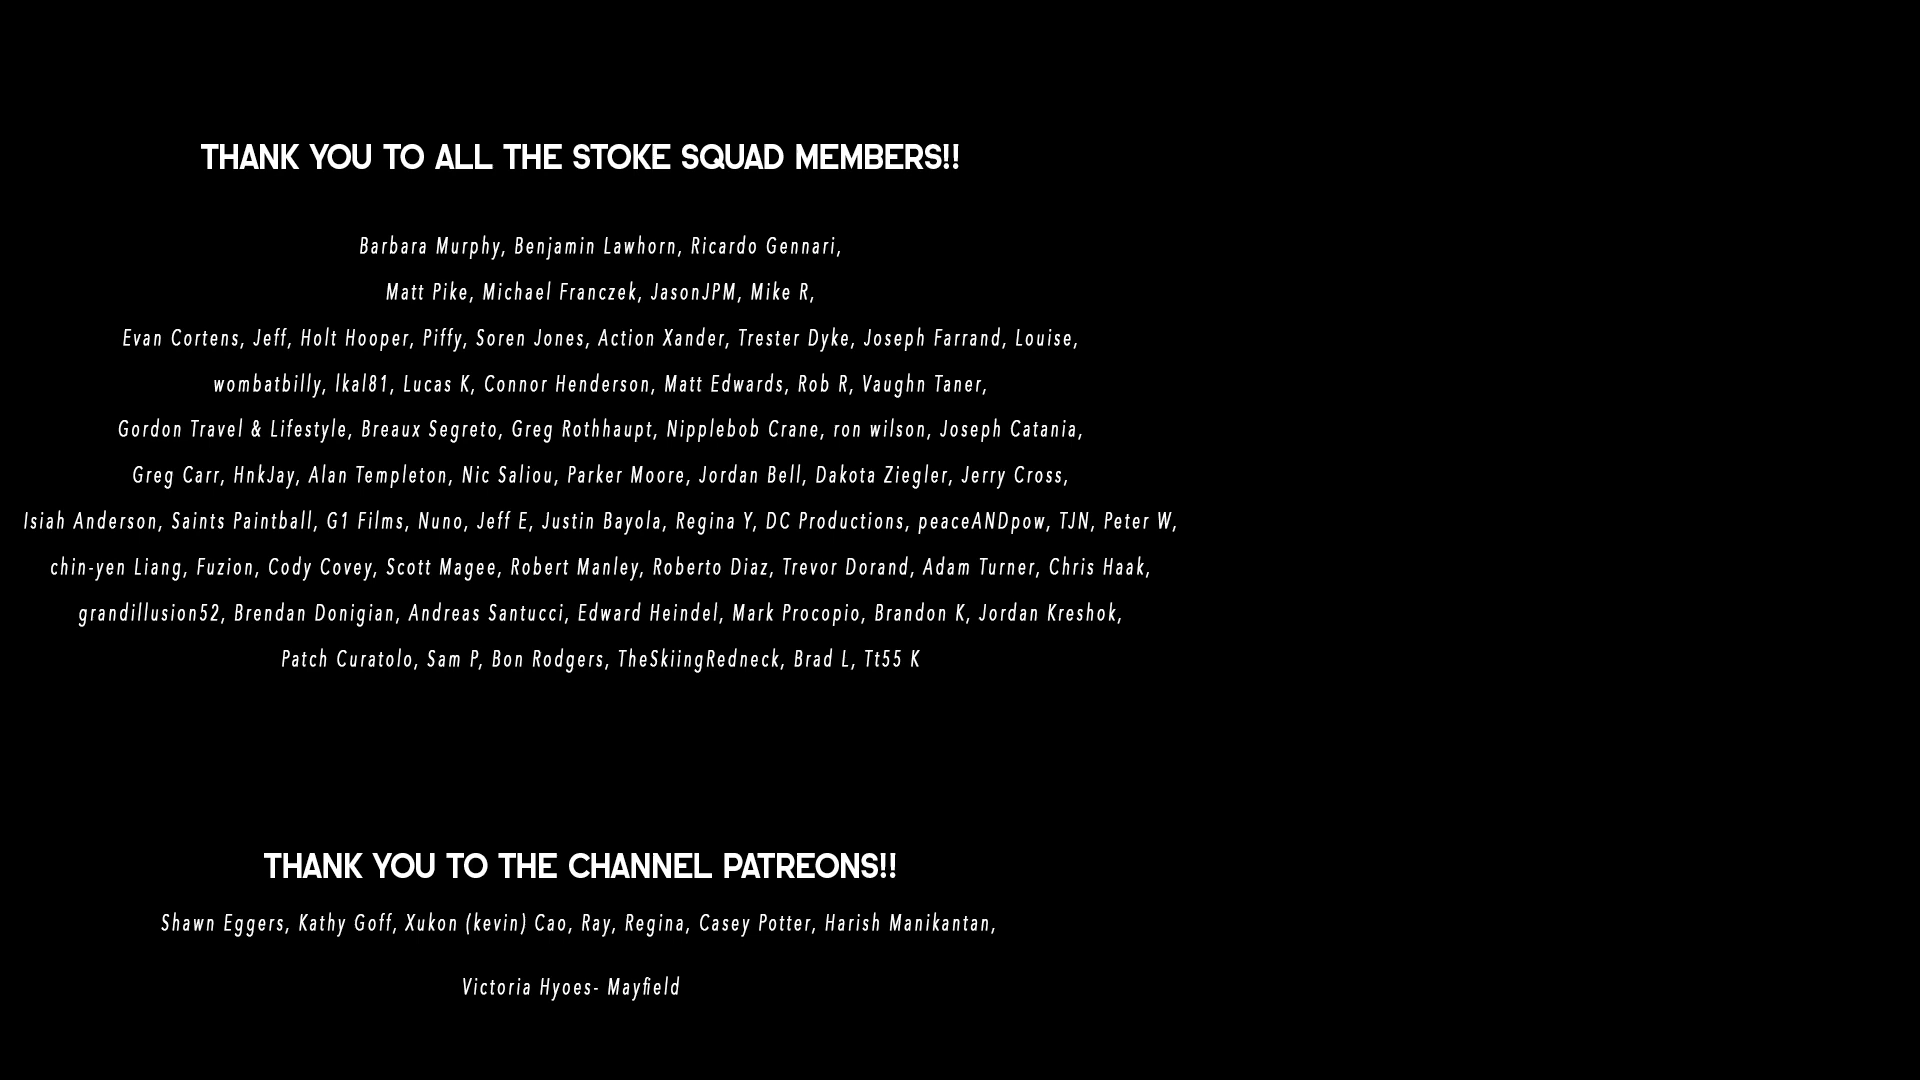 THANK YOU TO ALL THE STOKE SQUAD MEMBERS!!
Barbara Murphy, Benjamin Lawhorn, Ricardo Gennari,
Matt Pike, Michael Franczek, JasonJPM, Mike R,
Evan Cortens, Jeff, Holt Hooper, Piffy, Soren Jones, Action Xander, Trester Dyke, Joseph Farrand, Louise,
wombatbilly, lkal81, Lucas K, Connor Henderson, Matt Edwards, Rob R, Vaughn Taner,
Gordon Travel & Lifestyle, Breaux Segreto, Greg Rothhaupt, Nipplebob Crane, ron wilson, Joseph Catania,
Greg Carr, HnkJay, Alan Templeton, Nic Saliou, Parker Moore, Jordan Bell, Dakota Ziegler, Jerry Cross,
Isiah Anderson, Saints Paintball, G1 Films, Nuno, Jeff E, Justin Bayola, Regina Y, DC Productions, peaceANDpow, TJN, Peter W,
chin-yen Liang, Fuzion, Cody Covey, Scott Magee, Robert Manley, Roberto Diaz, Trevor Dorand, Adam Turner, Chris Haak,
grandillusion52, Brendan Donigian, Andreas Santucci, Edward Heindel, Mark Procopio, Brandon K, Jordan Kreshok,
Patch Curatolo, Sam P, Bon Rodgers, TheSkiingRedneck, Brad L, Tt55 K
THANK YOU TO THE CHANNEL PATREONS!!
Shawn Eggers, Kathy Goff, Xukon (kevin) Cao, Ray, Regina, Casey Potter, Harish Manikantan,
Victoria Hyoes- Mayfield